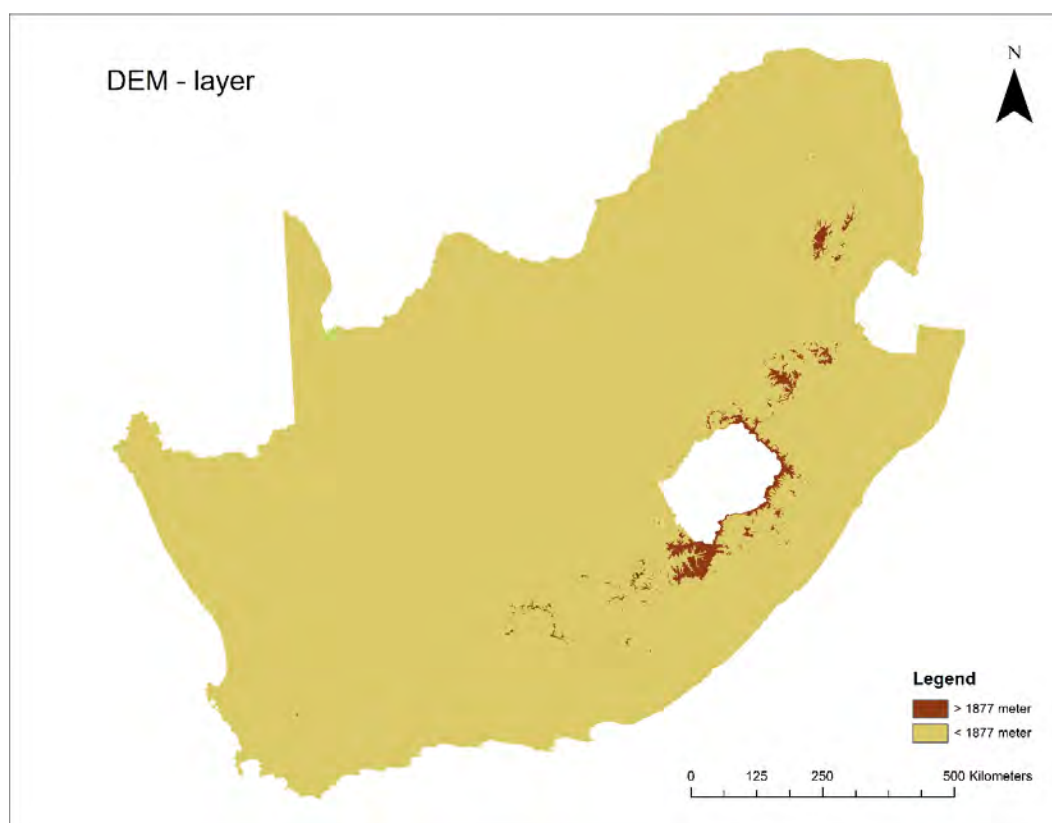 DEM - layer
N
Legend
> 1877 meter
< 1877 meter
0 125 250 500 Kilometers